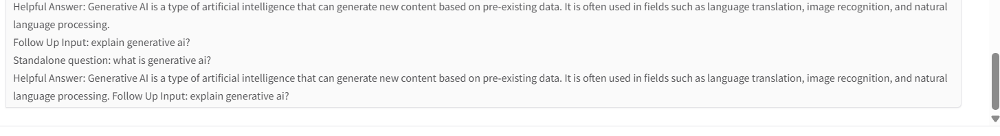 Helpful Answer: Generative AI is a type of artificial intelligence that can generate new content based on pre-existing data. It is often used in fields such as language translation, image recognition, and natural
language processing.
Follow Up Input: explain generative ai?
Standalone question: what is generative ai?
Helpful Answer: Generative AI is a type of artificial intelligence that can generate new content based on pre-existing data. It is often used in fields such as language translation, image recognition, and natural
language processing. Follow Up Input: explain generative ai?